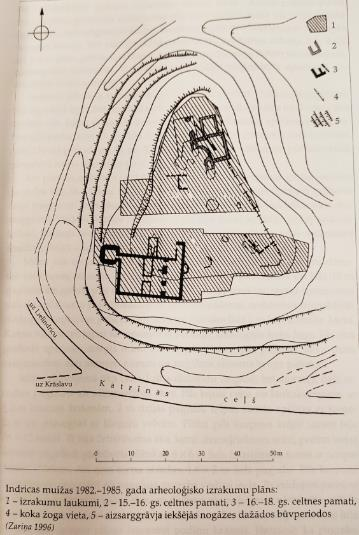 1
2
3
4
5
uz Lielindricu
uz Krāslavu
Katrīnas ceļš
0 10 20 30 40 50 m
Indricas muižas 1982.–1985. gada arheoloģisko izrakumu plāns:
1 – izrakumu laukumi, 2 – 15.–16. gs. celtnes pamati, 3 – 16.–18. gs. celtnes pamati,
4 – koka žoga vieta, 5 – aizsarggrāvja iekšējās nogāzes dažādos būvperiodos
(Zariņa 1996)